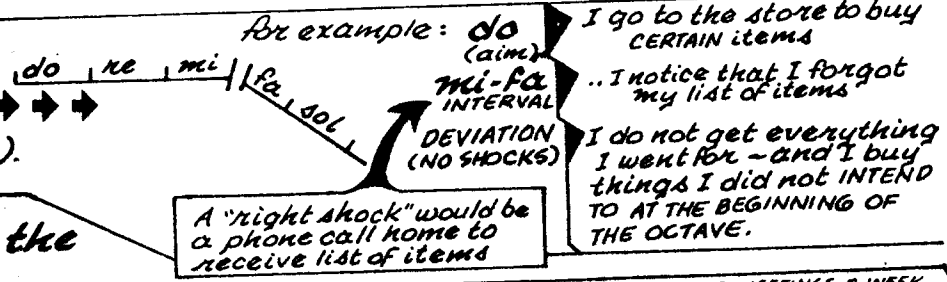 for example: do
(aim)
mi-fa
INTERVAL
DEVIATION
(NO SHOCKS)
I go to the store to buy
CERTAIN items
..I notice that I forgot
my list of items
I do not get everything
I went for ~ and I buy
things I did not INTEND
TO AT THE BEGINNING OF
THE OCTAVE.
do re mi
fa
sol
).
the
A "right shock" would be
a phone call home to
receive list of items